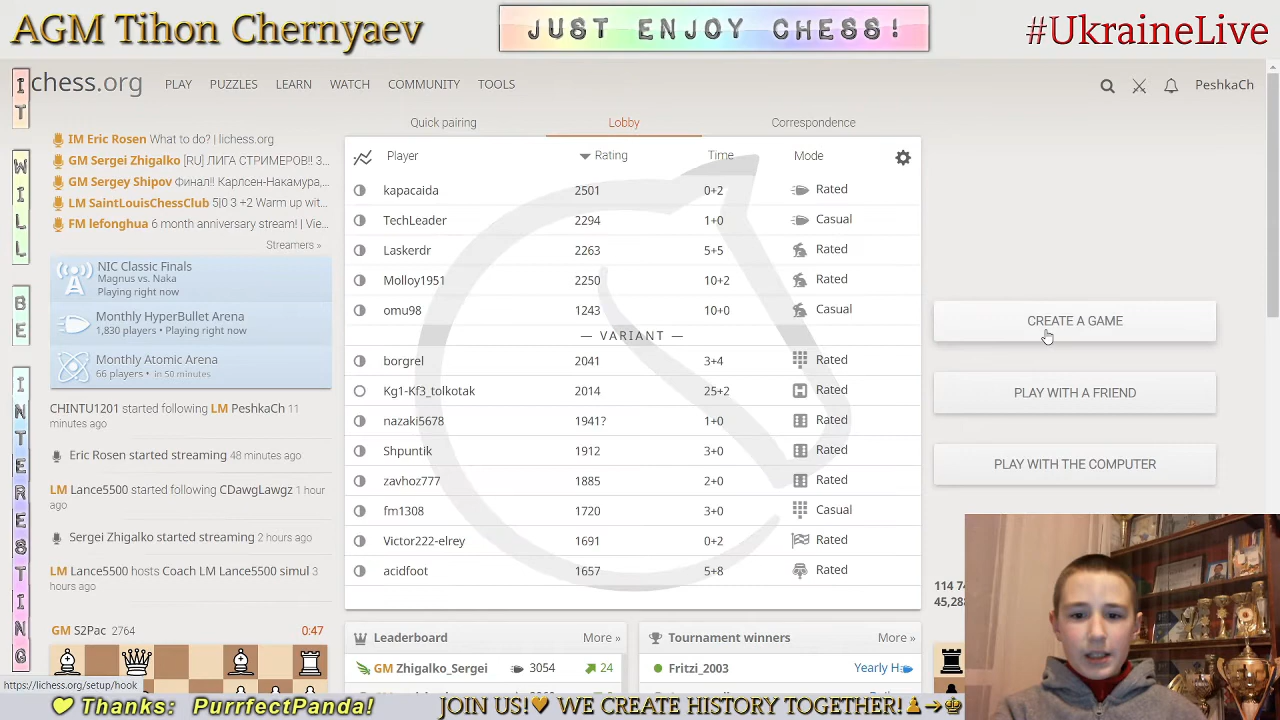 AGM Tihon Chernyaev
JUST ENJOY CHESS!
#UkraineLive
IT
WILL
BE
INTERESTING
chess.org
PLAY PUZZLES LEARN WATCH COMMUNITY TOOLS
PeshkaCh
IM Eric Rosen What to do? | lichess.org
GM Sergei Zhigalko [RU] ЛИГА СТРИМЕРОВ!! 3...
GM Sergey Shipov Финал!! Карлсен-Накамура,...
LM SaintLouisChessClub 5|0 3 +2 Warm up wit...
FM lefonghua 6 month anniversary stream! | Vie...
Streamers »
NIC Classic Finals
Magnus vs. Naka
Playing right now
Monthly HyperBullet Arena
1,830 players • Playing right now
Monthly Atomic Arena
66 players • in 50 minutes
CHINTU1201 started following LM PeshkaCh 11
minutes ago
Eric Rosen started streaming 48 minutes ago
LM Lance5500 started following CDawgLawgz 1 hour
ago
Sergei Zhigalko started streaming 2 hours ago
LM Lance5500 hosts Coach LM Lance5500 simul 3
hours ago
GM S2Pac 2764 0:47
Quick pairing Lobby Correspondence
Player Rating Time Mode
kapacaida 2501 0+2 Rated
TechLeader 2294 1+0 Casual
Laskerdr 2263 5+5 Rated
Molloy1951 2250 10+2 Rated
omu98 1243 10+0 Casual
— VARIANT —
borgrel 2041 3+4 Rated
Kg1-Kf3_tolkotak 2014 25+2 Rated
nazaki5678 1941? 1+0 Rated
Shpuntik 1912 3+0 Rated
zavhoz777 1885 2+0 Rated
fm1308 1720 3+0 Casual
Victor222-elrey 1691 0+2 Rated
acidfoot 1657 5+8 Rated
CREATE A GAME
PLAY WITH A FRIEND
PLAY WITH THE COMPUTER
114 74
45,288
Leaderboard More »
GM Zhigalko_Sergei 3054 24
Tournament winners More »
Fritzi_2003 Yearly H
https://lichess.org/setup/hook
Thanks: PurrfectPanda!
JOIN US! WE CREATE HISTORY TOGETHER!